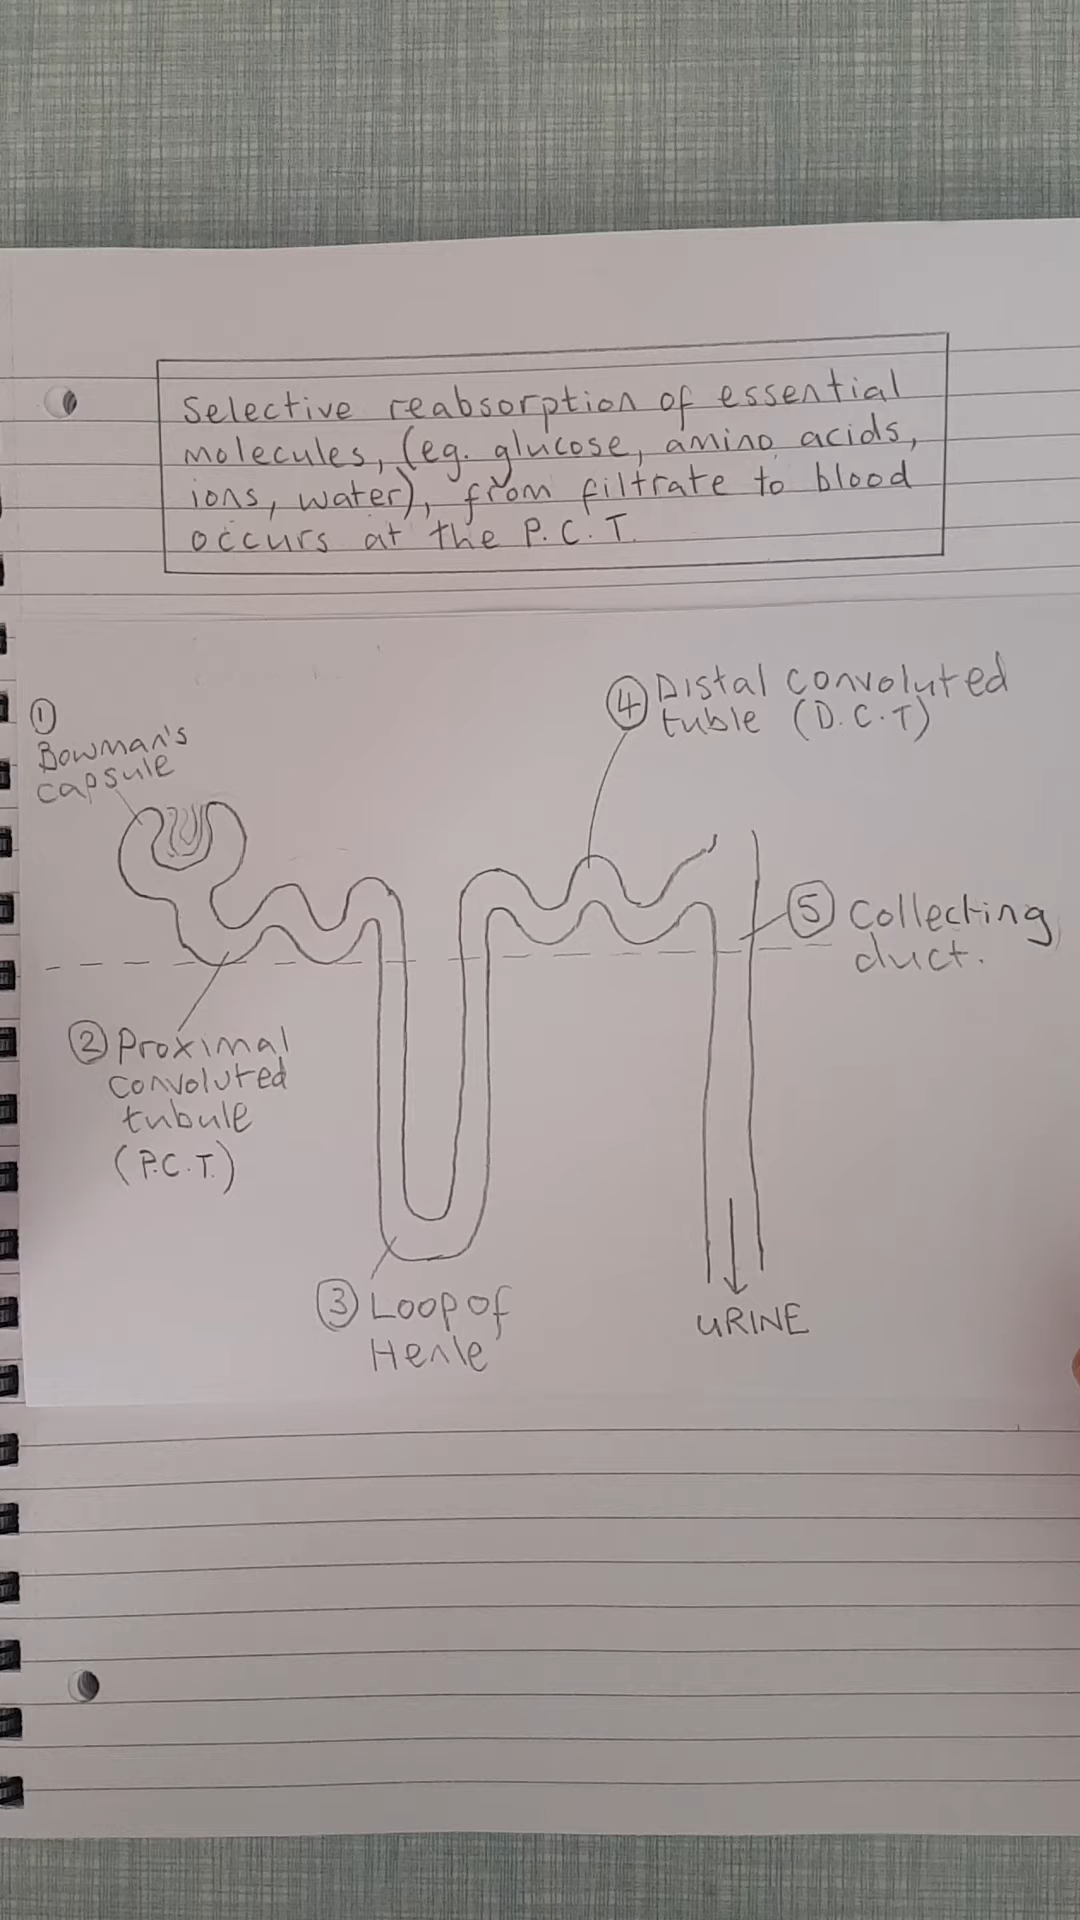 Selective reabsorption of essential
molecules, (eg. glucose, amino acids,
ions, water), from filtrate to blood
occurs at the P.C.T.
④ Distal convoluted
tuble (D.C.T)
①
Bowman's
capsule
⑤ Collecting
duct.
② Proximal
convoluted
tubule
(P.C.T.)
③ Loop of
Henle
URINE